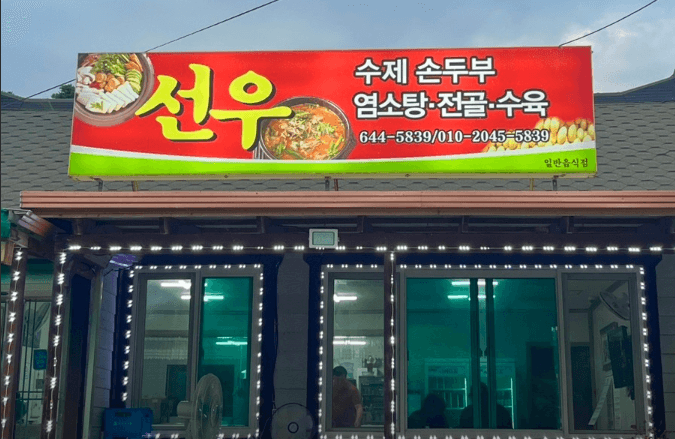 선우
수제 손두부
염소탕·전골·수육
644-5839/010-2045-5839
일반음식점